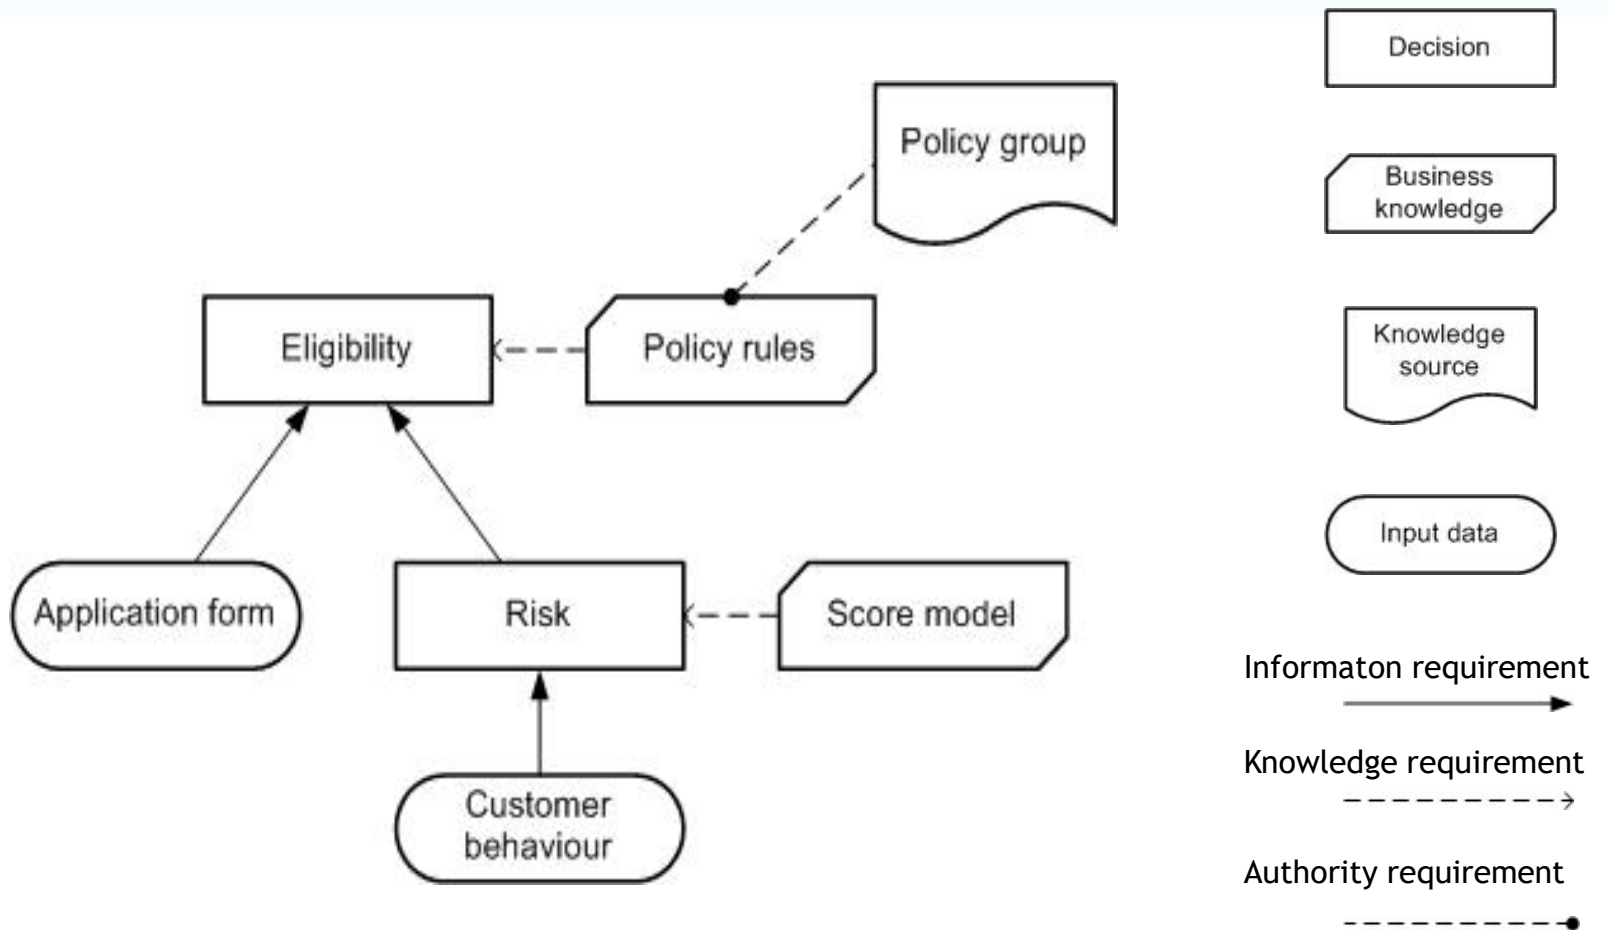 Policy group
Eligibility
Policy rules
Application form
Risk
Score model
Customer
behaviour
Decision
Business
knowledge
Knowledge
source
Input data
Informaton requirement
Knowledge requirement
Authority requirement